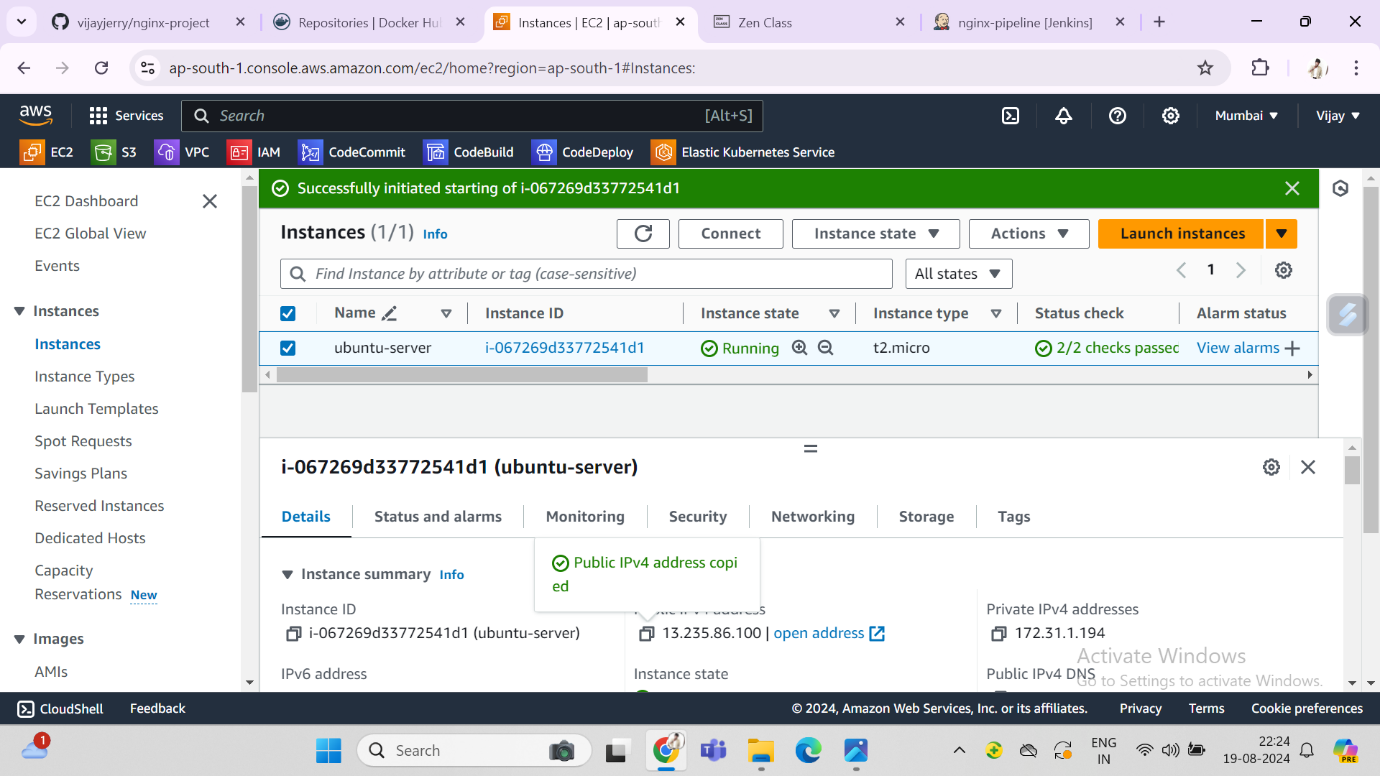 vijayjerry/nginx-project
Repositories | Docker Hu
Instances | EC2 | ap-sout
Zen Class
nginx-pipeline [Jenkins]
ap-south-1.console.aws.amazon.com/ec2/home?region=ap-south-1#Instances:
aws
Services
Search
[Alt+S]
Mumbai
Vijay
EC2
S3
VPC
IAM
CodeCommit
CodeBuild
CodeDeploy
Elastic Kubernetes Service
EC2 Dashboard
EC2 Global View
Events
Instances
Instances
Instance Types
Launch Templates
Spot Requests
Savings Plans
Reserved Instances
Dedicated Hosts
Capacity
Reservations New
Images
AMIs
Successfully initiated starting of i-067269d33772541d1
Instances (1/1) Info
Connect
Instance state
Actions
Launch instances
Find Instance by attribute or tag (case-sensitive)
All states
1
Name
Instance ID
Instance state
Instance type
Status check
Alarm status
ubuntu-server
i-067269d33772541d1
Running
t2.micro
2/2 checks passec
View alarms
i-067269d33772541d1 (ubuntu-server)
Details
Status and alarms
Monitoring
Security
Networking
Storage
Tags
Public IPv4 address copi
ed
Instance summary Info
Instance ID
Private IPv4 addresses
i-067269d33772541d1 (ubuntu-server)
13.235.86.100 | open address
172.31.1.194
IPv6 address
Instance state
Public IPv4 DNS
Activate Windows
Go to Settings to activate Windows.
CloudShell
Feedback
© 2024, Amazon Web Services, Inc. or its affiliates.
Privacy
Terms
Cookie preferences
1
Search
ENG
IN
22:24
19-08-2024
PRE